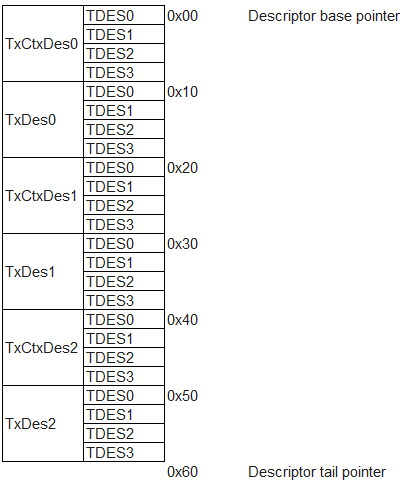 TDES0 0x00 Descriptor base pointer
TDES1
TxCtxDes0
TDES2
TDES3
TDES0 0x10
TDES1
TxDes0
TDES2
TDES3
TDES0 0x20
TDES1
TxCtxDes1
TDES2
TDES3
TDES0 0x30
TDES1
TxDes1
TDES2
TDES3
TDES0 0x40
TDES1
TxCtxDes2
TDES2
TDES3
TDES0 0x50
TDES1
TxDes2
TDES2
TDES3
0x60 Descriptor tail pointer